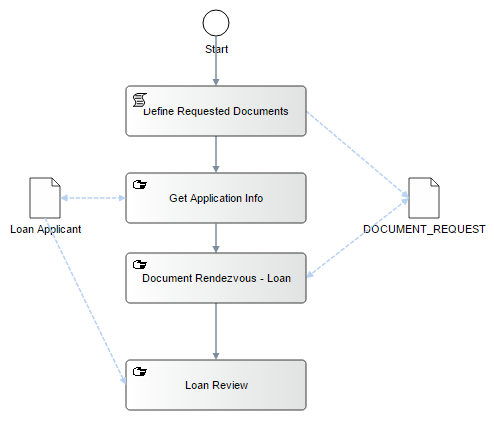 Start
Define Requested Documents
Get Application Info
Loan Applicant
DOCUMENT_REQUEST
Document Rendezvous - Loan
Loan Review